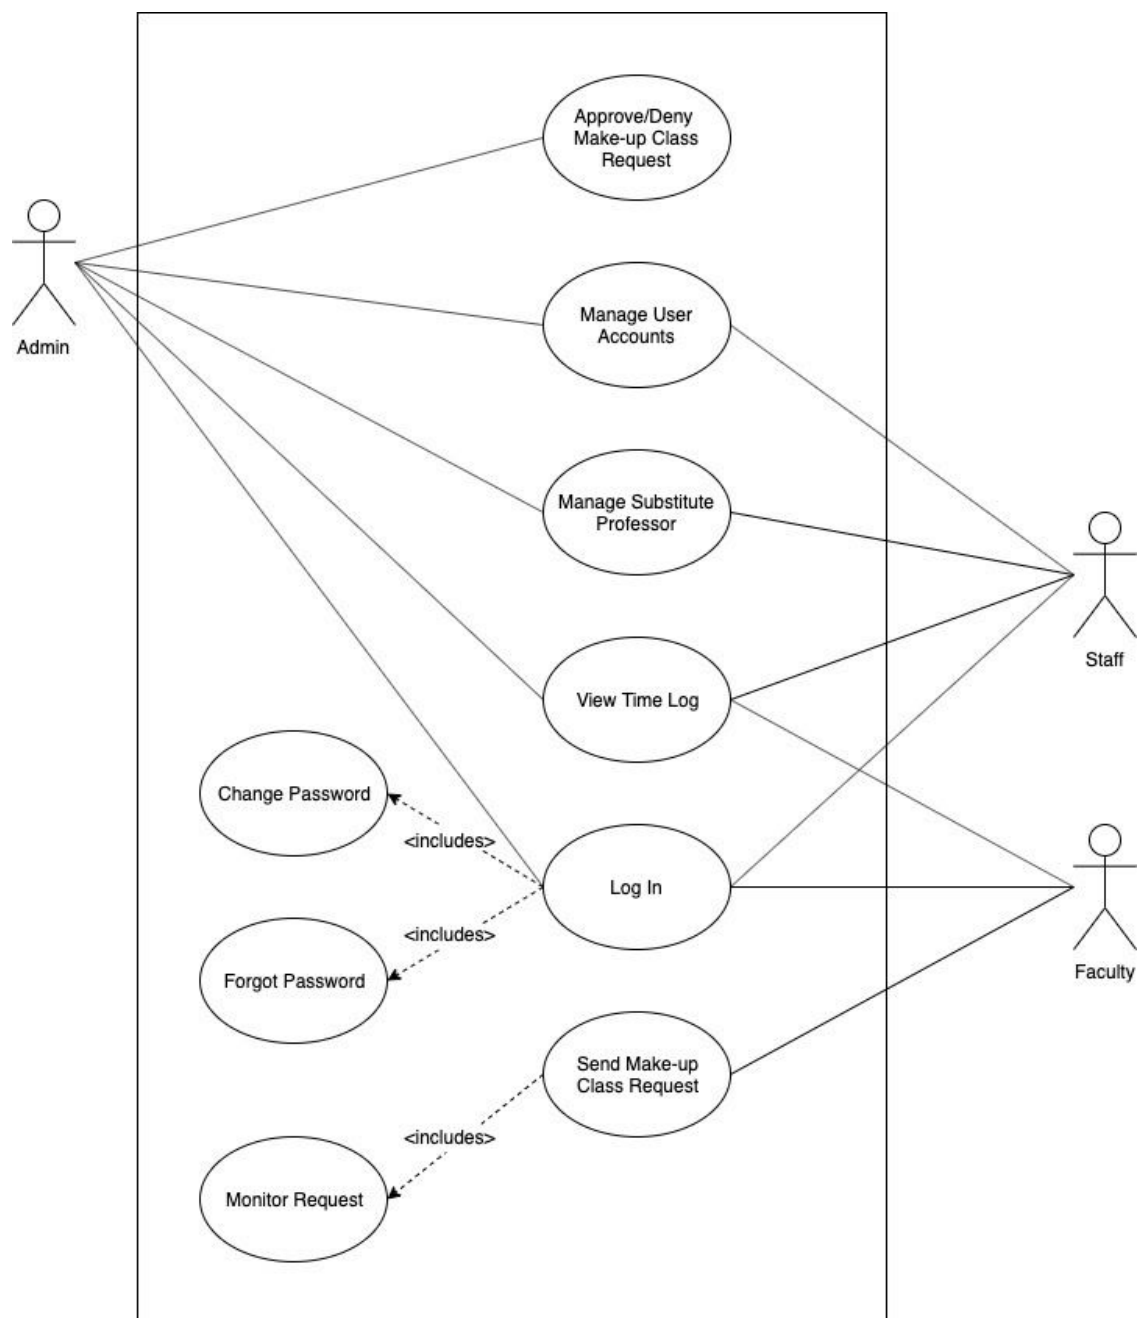 Approve/Deny
Make-up Class
Request
Admin
Manage User
Accounts
Manage Substitute
Professor
Staff
View Time Log
Change Password
<includes>
Log In
<includes>
Forgot Password
Faculty
Send Make-up
Class Request
<includes>
Monitor Request